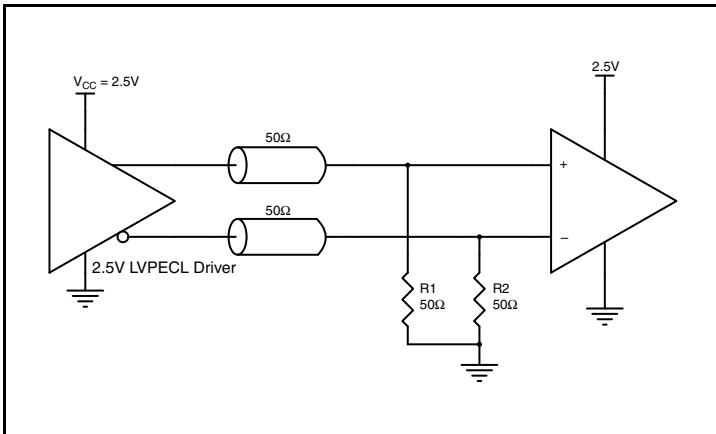 V_CC = 2.5V
2.5V
50Ω
+
50Ω
−
2.5V LVPECL Driver
R1
50Ω
R2
50Ω